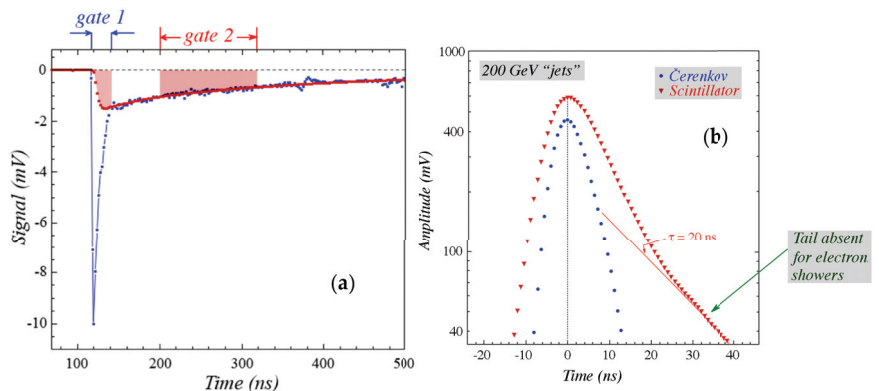 gate 1
gate 2
0
-2
-4
-6
-8
-10
Signal (mV)
100
200
300
400
500
Time (ns)
(a)
1000
400
100
40
Amplitude (mV)
200 GeV "jets"
Čerenkov
Scintillator
(b)
τ = 20 ns
Tail absent
for electron
showers
-20
-10
0
10
20
30
40
Time (ns)